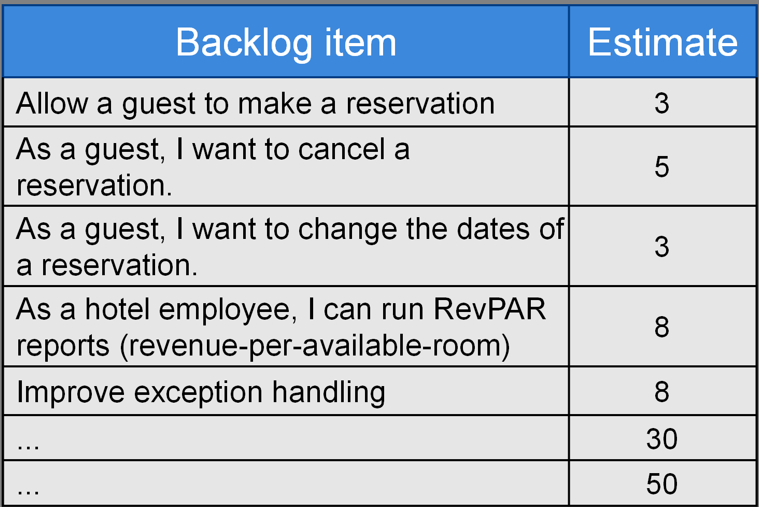 Backlog item Estimate
Allow a guest to make a reservation 3
As a guest, I want to cancel a
reservation. 5
As a guest, I want to change the dates of
a reservation. 3
As a hotel employee, I can run RevPAR
reports (revenue-per-available-room) 8
Improve exception handling 8
... 30
... 50